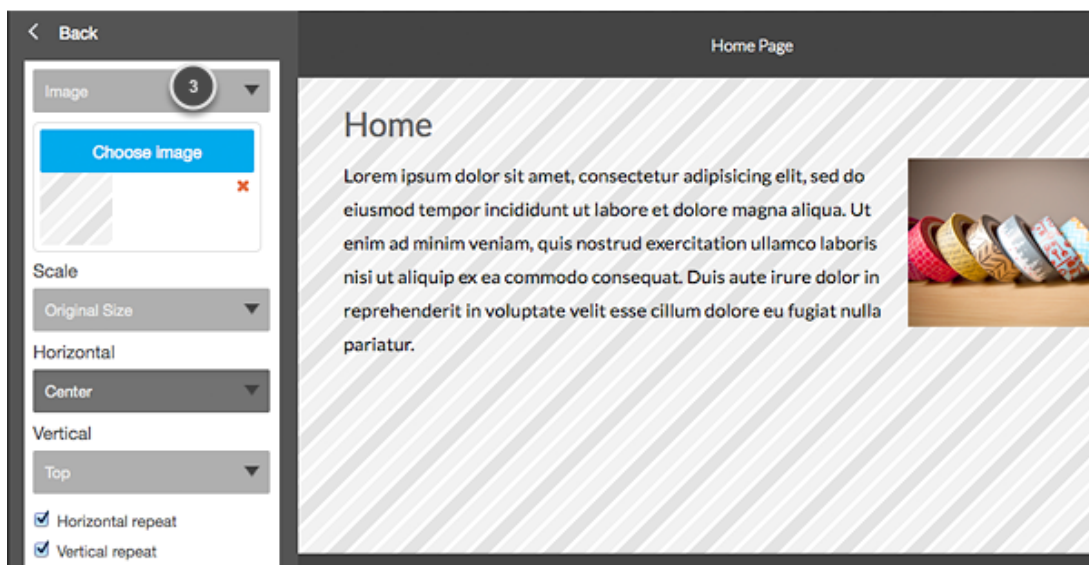 Back
Image
3
Choose Image
Scale
Original Size
Horizontal
Center
Vertical
Top
Horizontal repeat
Vertical repeat
Home Page
Home
Lorem ipsum dolor sit amet, consectetur adipisicing elit, sed do
eiusmod tempor incididunt ut labore et dolore magna aliqua. Ut
enim ad minim veniam, quis nostrud exercitation ullamco laboris
nisi ut aliquip ex ea commodo consequat. Duis aute irure dolor in
reprehenderit in voluptate velit esse cillum dolore eu fugiat nulla
pariatur.